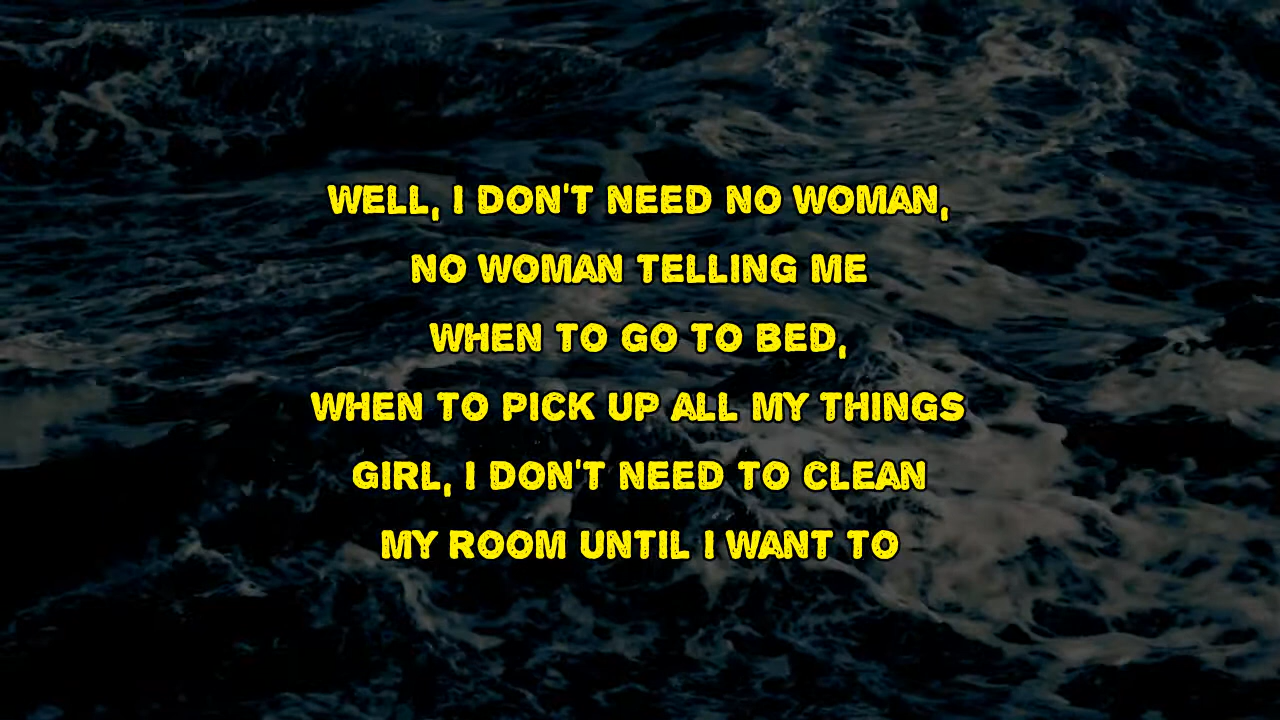 WELL, I DON'T NEED NO WOMAN,
NO WOMAN TELLING ME
WHEN TO GO TO BED,
WHEN TO PICK UP ALL MY THINGS
GIRL, I DON'T NEED TO CLEAN
MY ROOM UNTIL I WANT TO